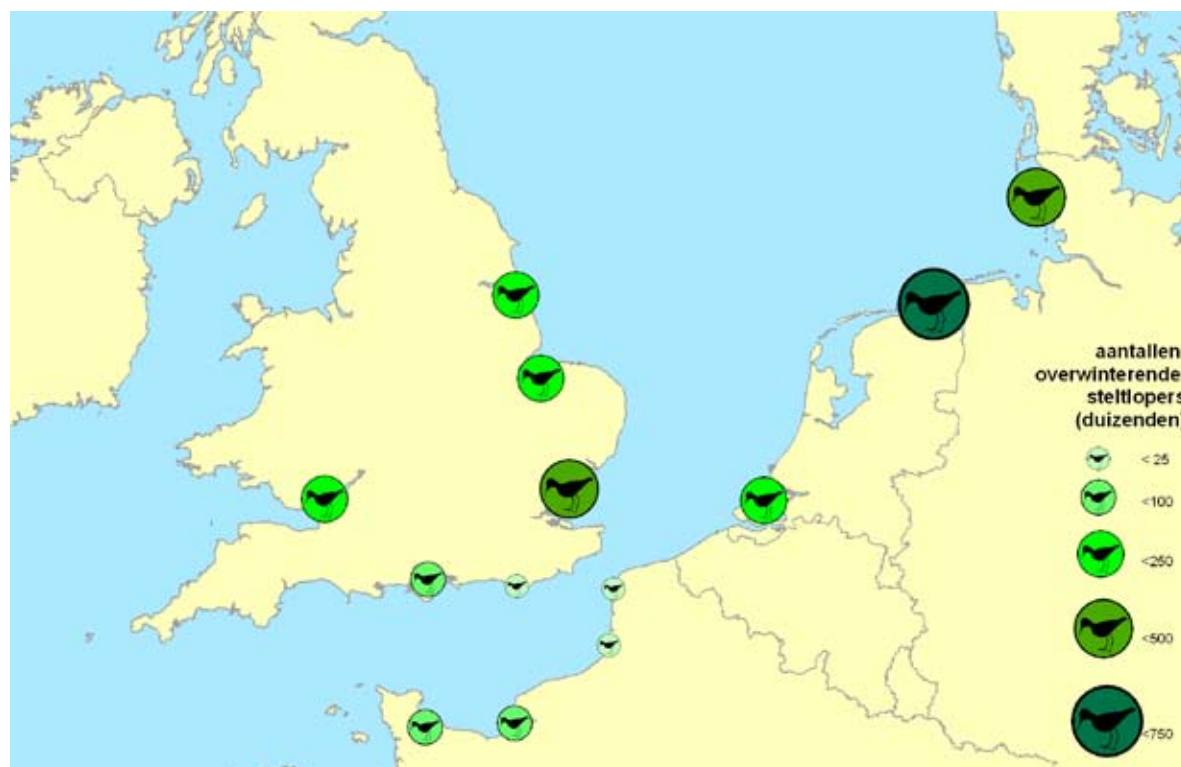 aantallen
overwinterende
steltlopers
(duizenden)
< 25
<100
<250
<500
<750